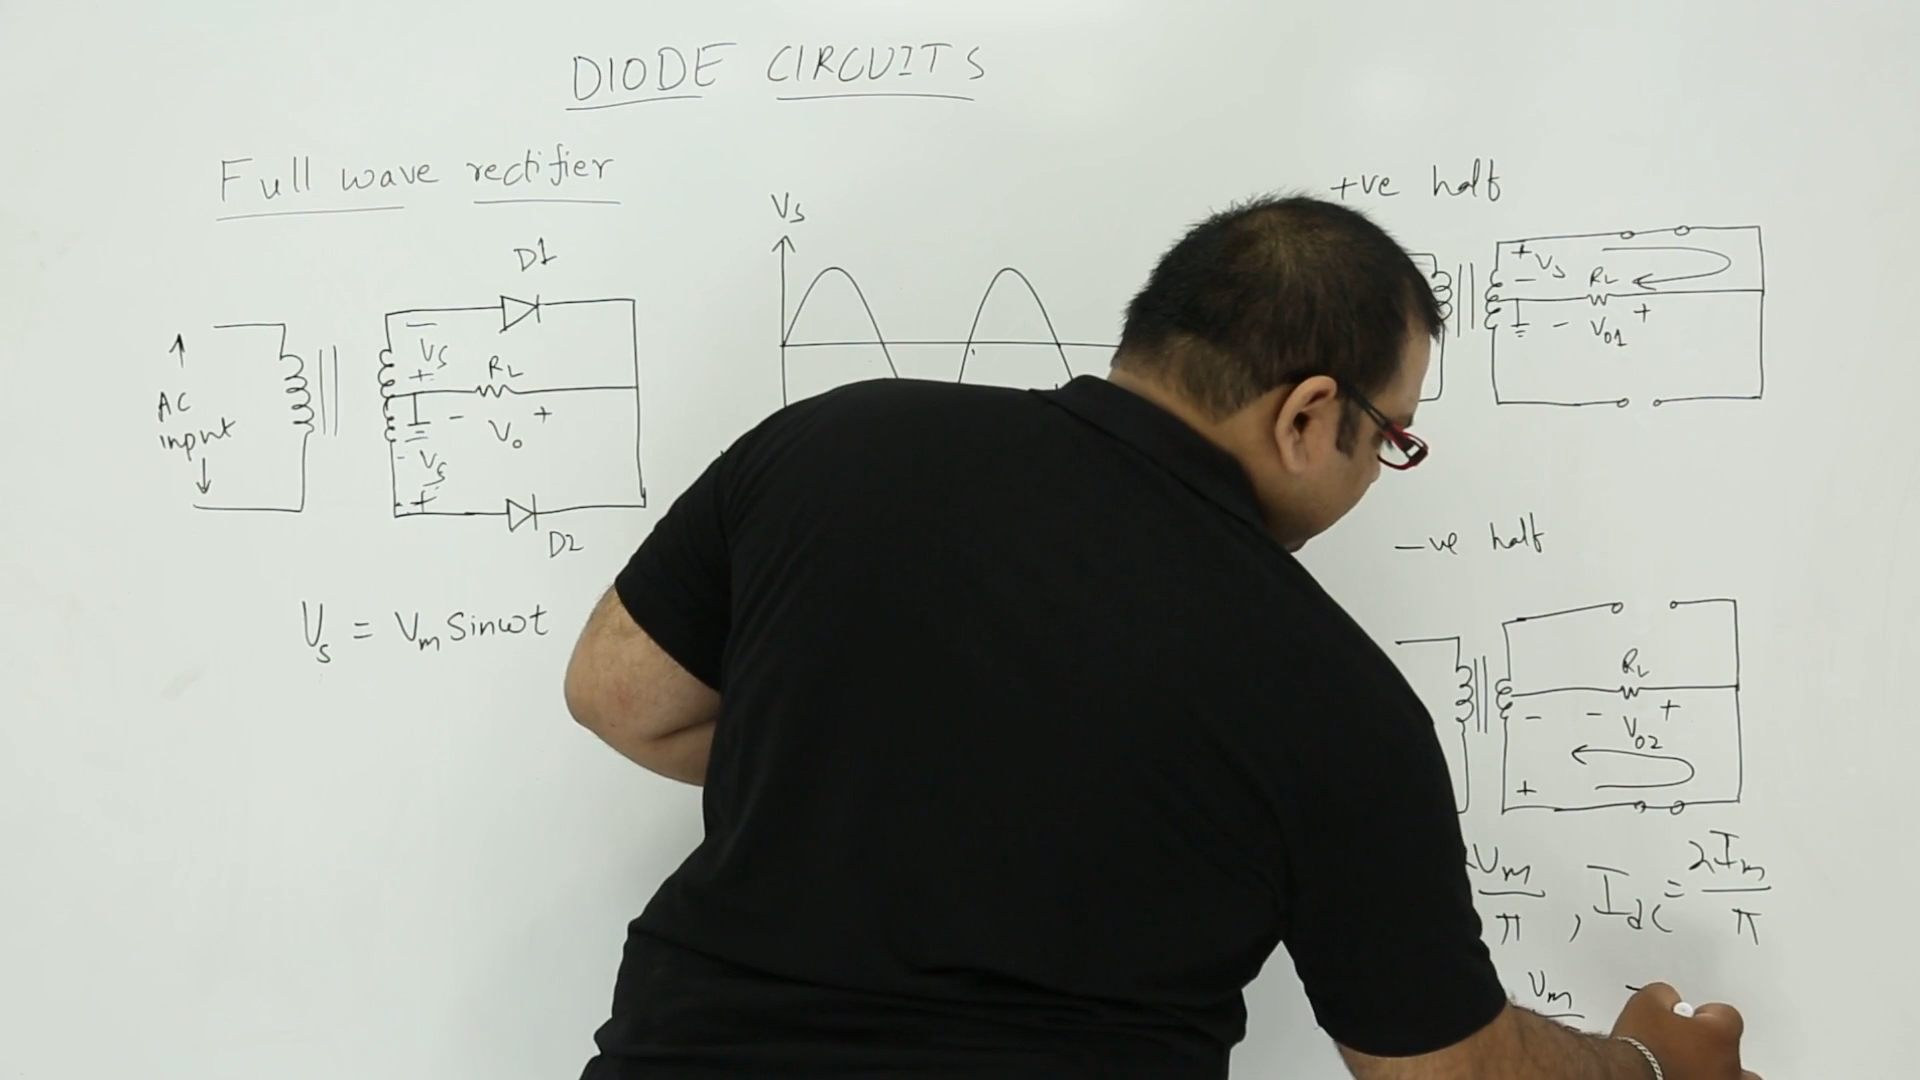 DIODE CIRCUITS
Full wave rectifier
D1
AC
input
Vs
+
RL
- Vo +
- Vs
+
D2
Vs = Vm Sinωt
Vs
+ve half
+ Vs
-
RL
- Vo1 +
-ve half
RL
- - Vo2 +
+
2Vm/π , Idc = 2Im/π
Vm